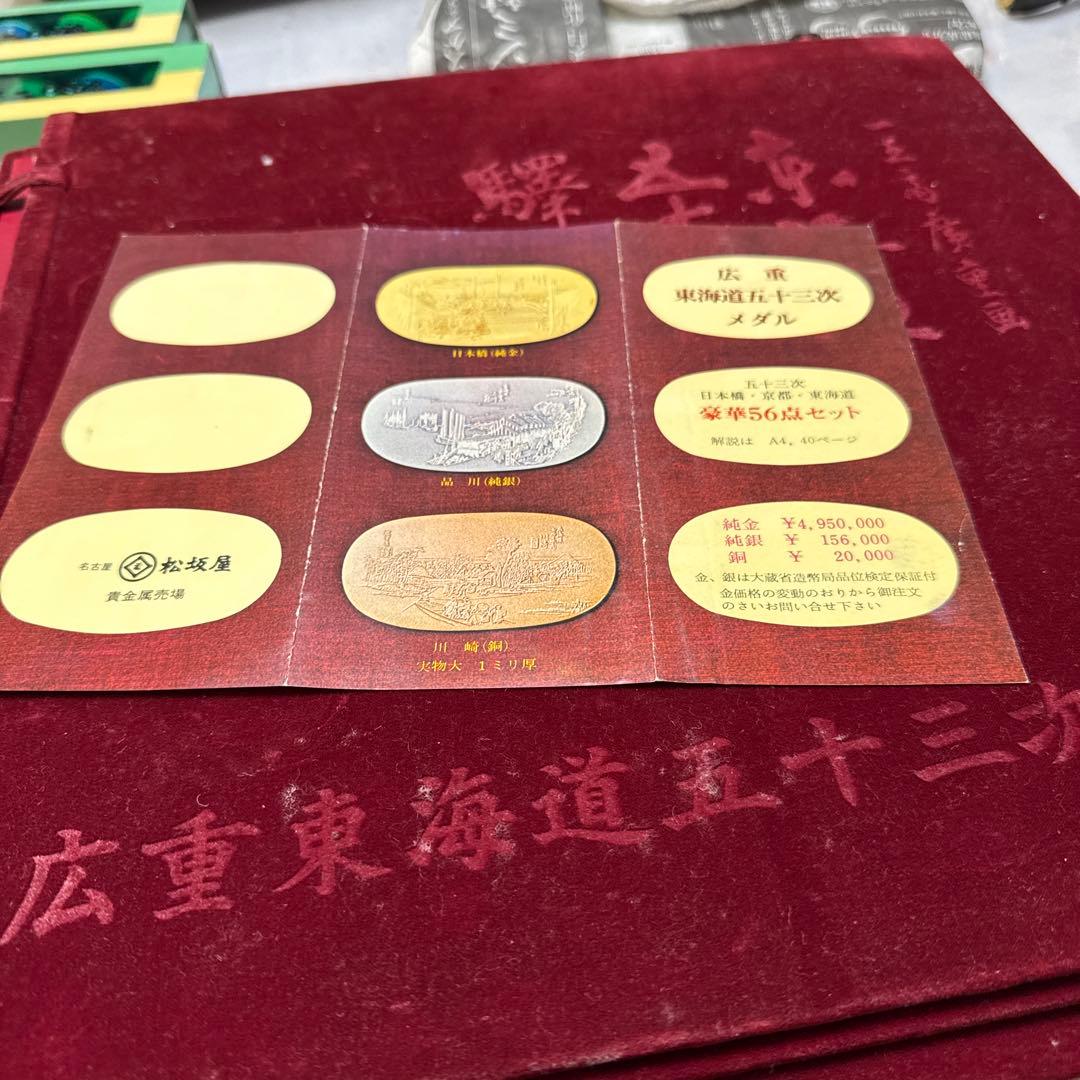 広重
東海道五十三次
メダル
五十三次
日本橋・京都・東海道
豪華56点セット
解説は A4, 40ページ
純金 ¥4,950,000
純銀 ¥ 156,000
銅 ¥ 20,000
金、銀は大蔵省造幣局品位検定保証付
金価格の変動のおりから御注文
のさいお問い合せ下さい
日本橋(純金)
品 川(純銀)
川 崎(銅)
実物大 1ミリ厚
名古屋 松坂屋
貴金属売場
広重東海道五十三次